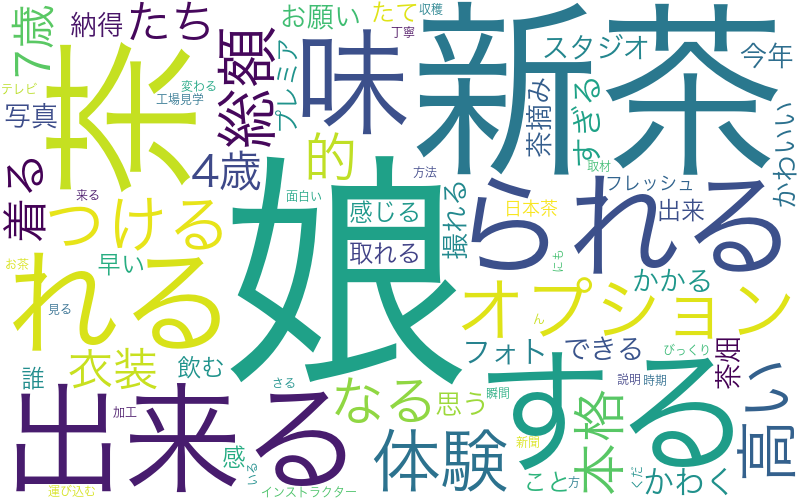 7歳
納得
たち
お願い
たて
収穫
丁寧
新茶
テレビ
変わる
工場見学
写真
茶
総額
プレミア
味
スタジオ
今年
茶摘み
すぎる
かわいい
4歳
的
取材
フレッシュ
着る
来る
面白い
方法
娘
感じる
撮れる
日本茶
出来
られる
つける
取れる
お茶
早い
れる
見る
にも
かかる
オプション
ん
衣装
飲む
フォト
できる
びっくり
茶畑
誰
さる
なる
思う
瞬間
する
説明
時期
高い
出来る
加工
体験
新聞
本格
感
こと
方
くだ
かわく
運び込む
インストラクター